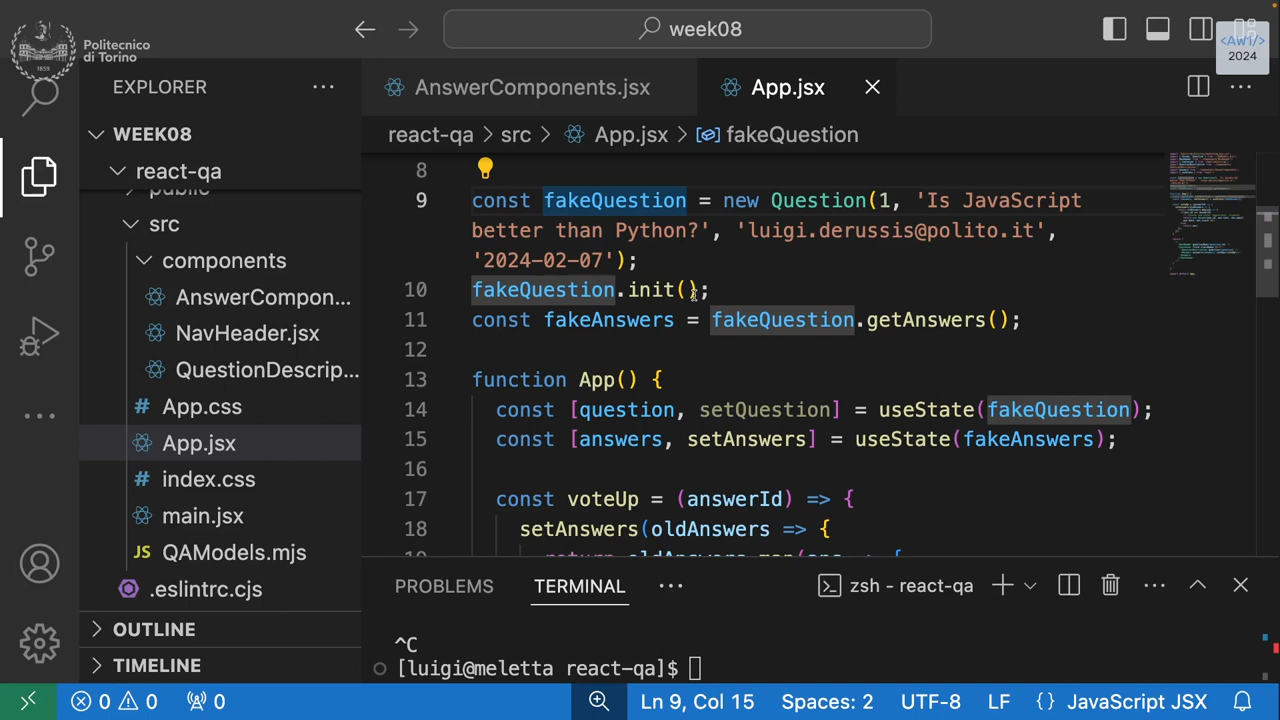 Politecnico
di Torino
1859
week08
<AW1/>
2024
EXPLORER
AnswerComponents.jsx
App.jsx
WEEK08
react-qa > src > App.jsx > fakeQuestion
react-qa
public
src
components
AnswerCompon...
NavHeader.jsx
QuestionDescrip...
App.css
App.jsx
index.css
main.jsx
QAModels.mjs
.eslintrc.cjs
OUTLINE
TIMELINE
8
9 const fakeQuestion = new Question(1, 'Is JavaScript
better than Python?', 'luigi.derussis@polito.it',
'2024-02-07');
10 fakeQuestion.init();
11 const fakeAnswers = fakeQuestion.getAnswers();
12
13 function App() {
14 const [question, setQuestion] = useState(fakeQuestion);
15 const [answers, setAnswers] = useState(fakeAnswers);
16
17 const voteUp = (answerId) => {
18 setAnswers(oldAnswers => {
19 return oldAnswers.map(ans => {
PROBLEMS TERMINAL ... zsh - react-qa
^C
[luigi@meletta react-qa]$
0 0 0 Ln 9, Col 15 Spaces: 2 UTF-8 LF {} JavaScript JSX